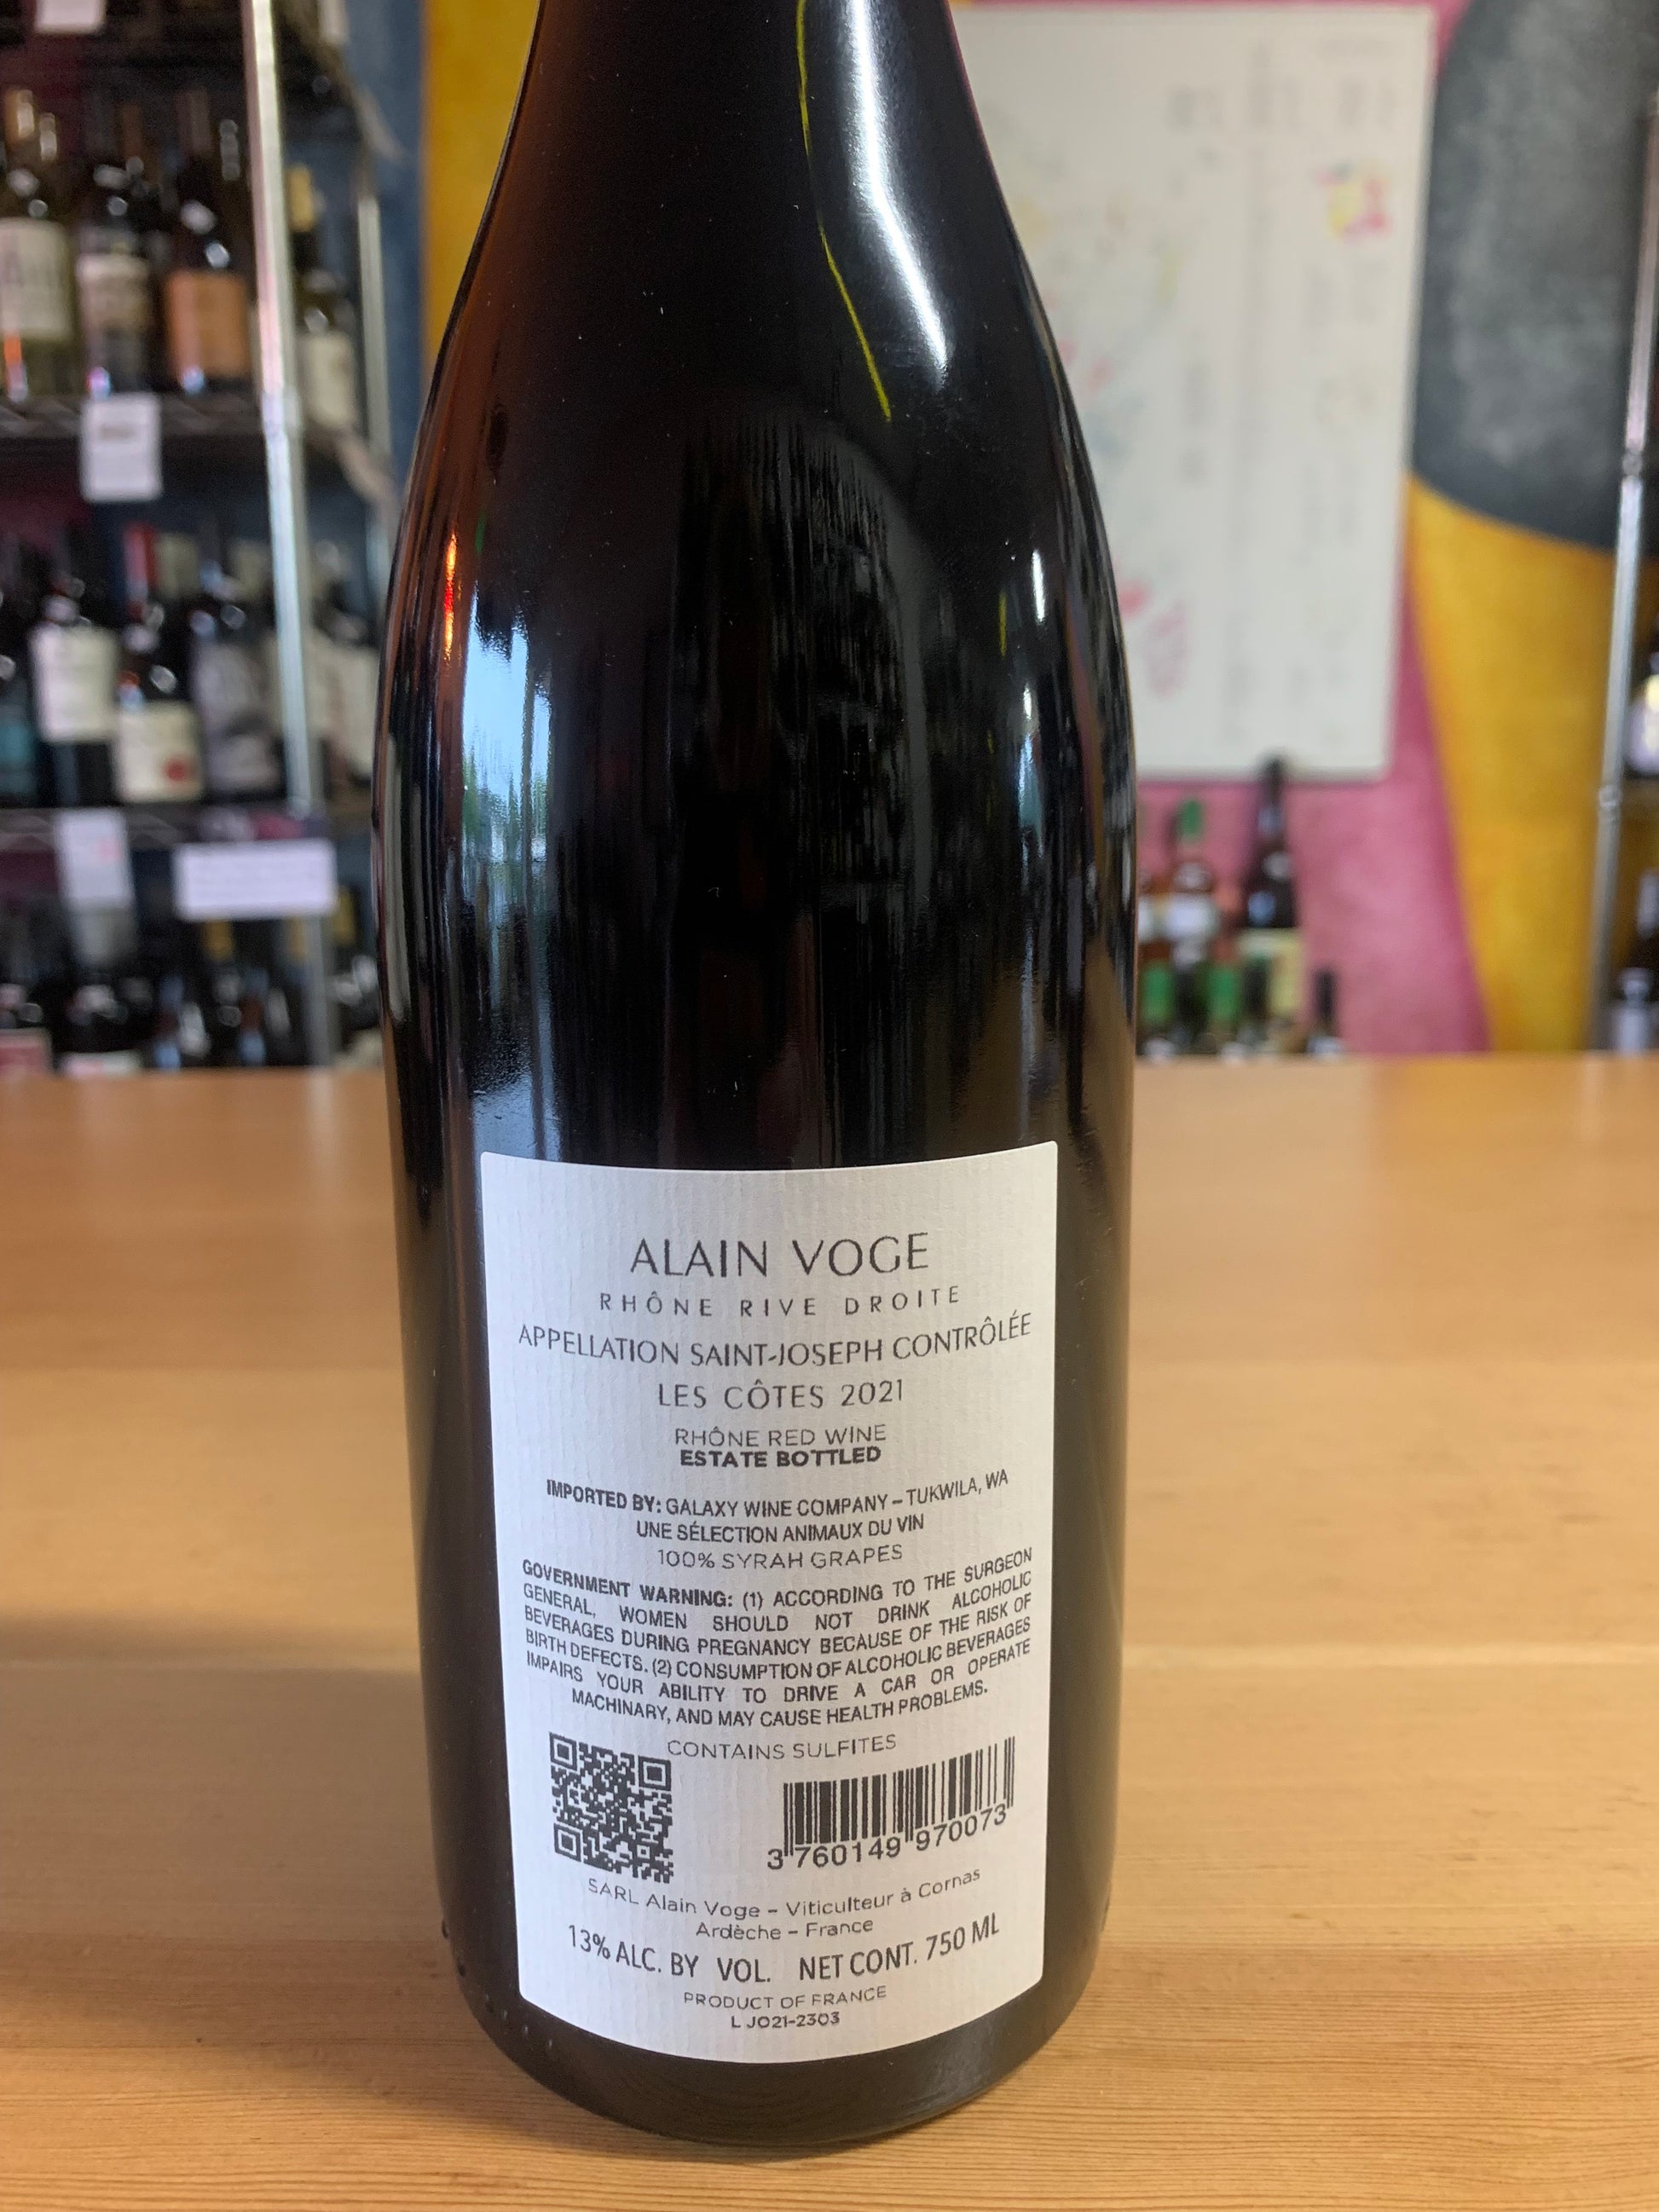 ALAIN VOGE
RHÔNE RIVE DROITE
APPELLATION SAINT-JOSEPH CONTRÔLÉE
LES CÔTES 2021
RHÔNE RED WINE
ESTATE BOTTLED
IMPORTED BY: GALAXY WINE COMPANY – TUKWILA, WA
UNE SÉLECTION ANIMAUX DU VIN
100% SYRAH GRAPES
GOVERNMENT WARNING: (1) ACCORDING TO THE SURGEON
GENERAL, WOMEN SHOULD NOT DRINK ALCOHOLIC
BEVERAGES DURING PREGNANCY BECAUSE OF THE RISK OF
BIRTH DEFECTS. (2) CONSUMPTION OF ALCOHOLIC BEVERAGES
IMPAIRS YOUR ABILITY TO DRIVE A CAR OR OPERATE
MACHINARY, AND MAY CAUSE HEALTH PROBLEMS.
CONTAINS SULFITES
3 760149 970073
SARL Alain Voge – Viticulteur à Cornas
Ardèche – France
13% ALC. BY VOL. NET CONT. 750 ML
PRODUCT OF FRANCE
L JO21-2303